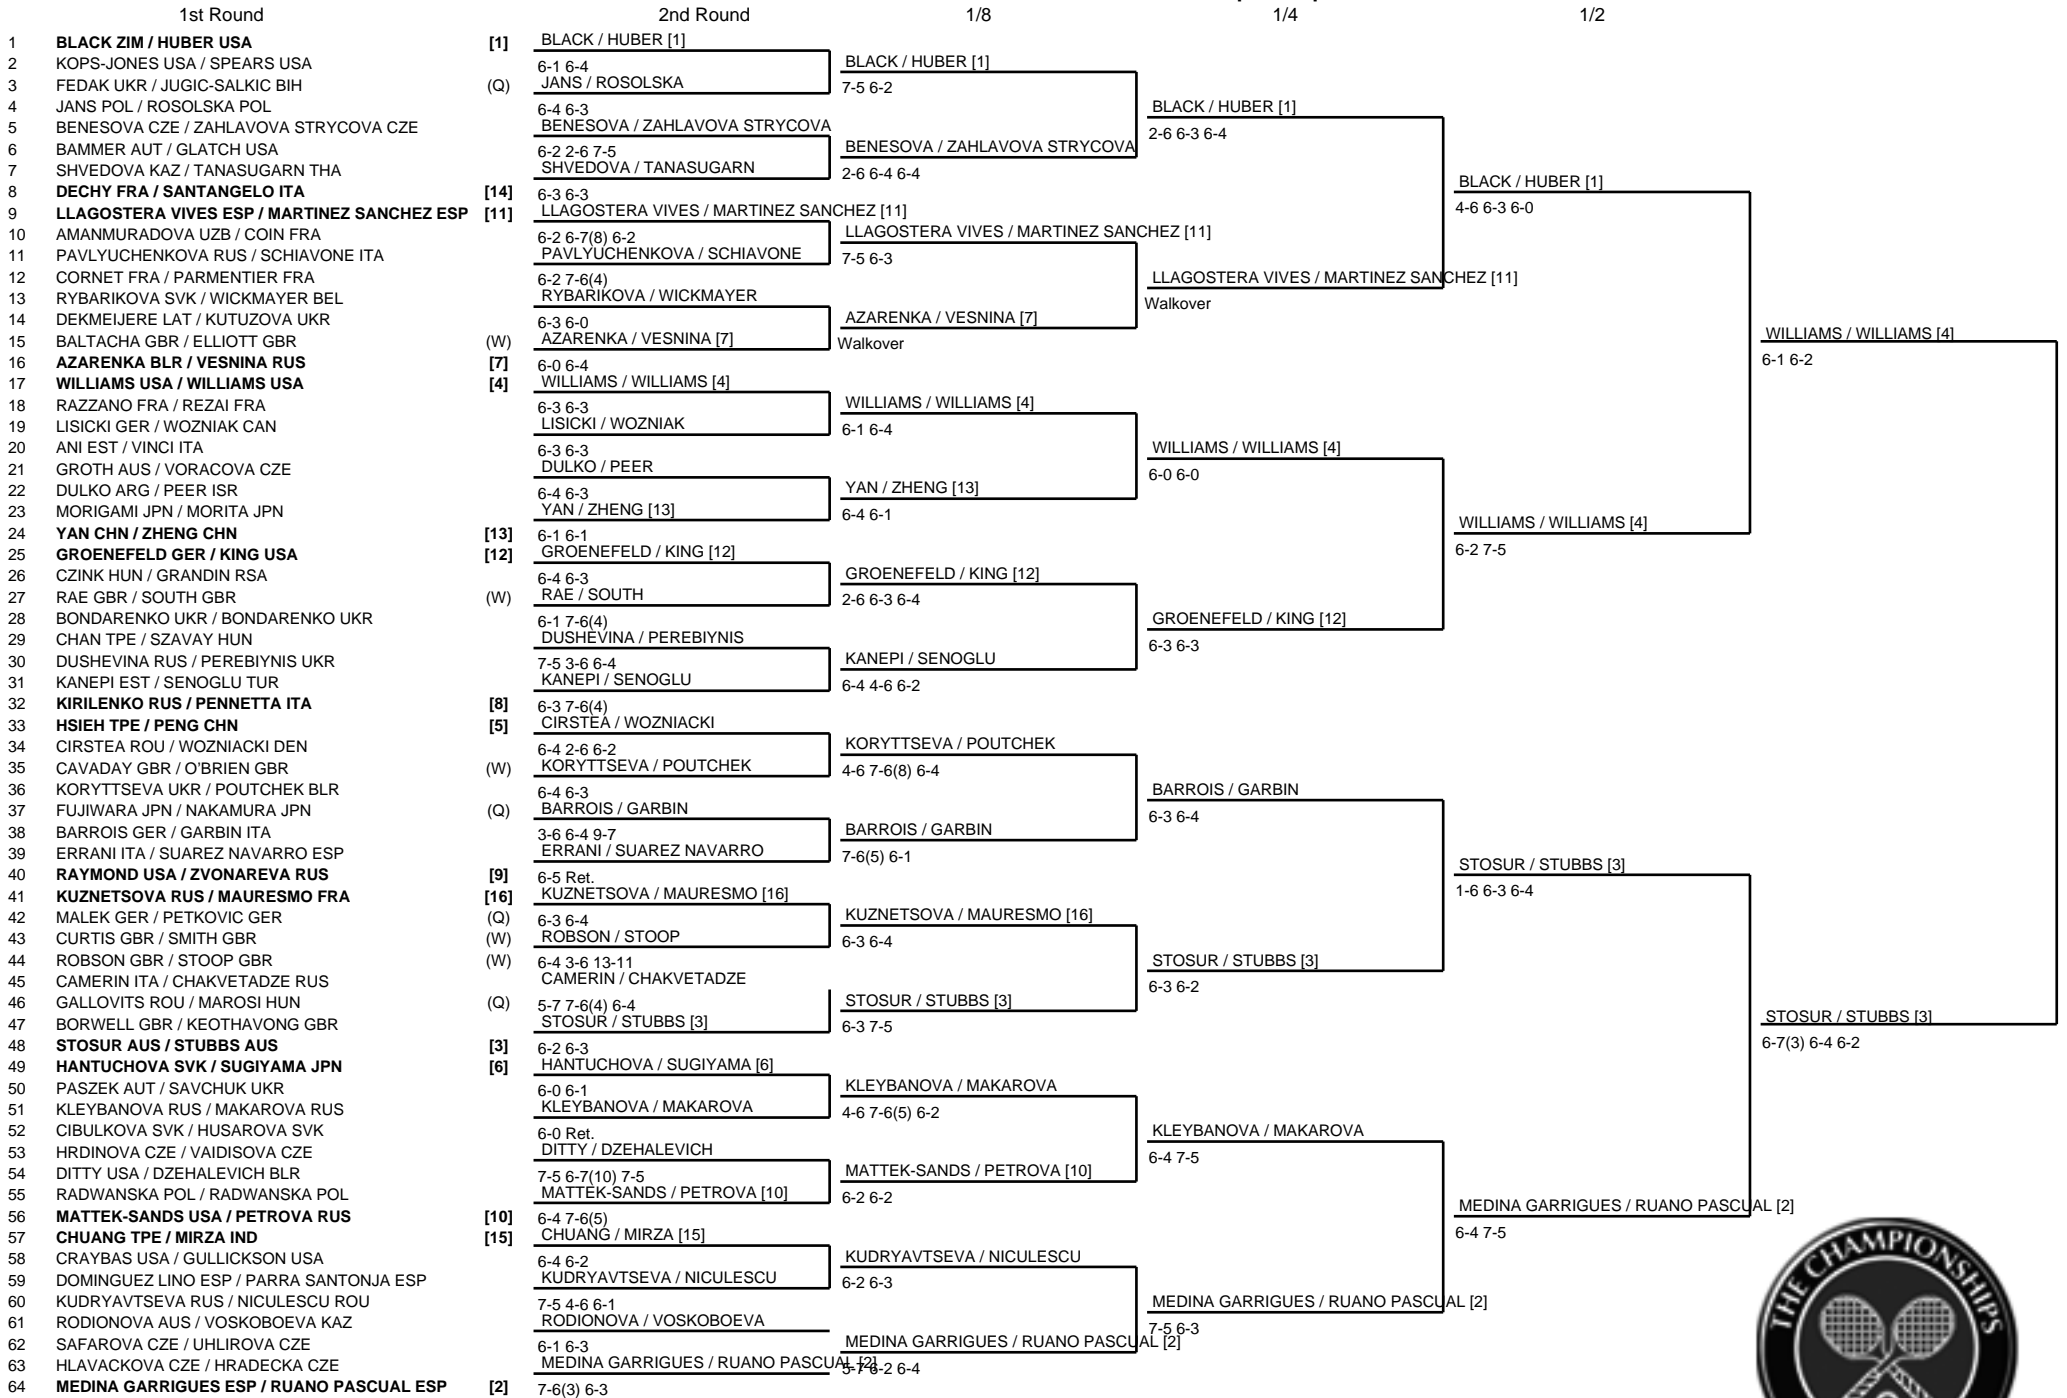 1st Round 2nd Round 1/8 1/4 1/2
1 BLACK ZIM / HUBER USA [1]
2 KOPS-JONES USA / SPEARS USA
3 FEDAK UKR / JUGIC-SALKIC BIH (Q)
4 JANS POL / ROSOLSKA POL
5 BENESOVA CZE / ZAHLAVOVA STRYCOVA CZE
6 BAMMER AUT / GLATCH USA
7 SHVEDOVA KAZ / TANASUGARN THA
8 DECHY FRA / SANTANGELO ITA [14]
9 LLAGOSTERA VIVES ESP / MARTINEZ SANCHEZ ESP [11]
10 AMANMURADOVA UZB / COIN FRA
11 PAVLYUCHENKOVA RUS / SCHIAVONE ITA
12 CORNET FRA / PARMENTIER FRA
13 RYBARIKOVA SVK / WICKMAYER BEL
14 DEKMEIJERE LAT / KUTUZOVA UKR
15 BALTACHA GBR / ELLIOTT GBR (W)
16 AZARENKA BLR / VESNINA RUS [7]
17 WILLIAMS USA / WILLIAMS USA [4]
18 RAZZANO FRA / REZAI FRA
19 LISICKI GER / WOZNIAK CAN
20 ANI EST / VINCI ITA
21 GROTH AUS / VORACOVA CZE
22 DULKO ARG / PEER ISR
23 MORIGAMI JPN / MORITA JPN
24 YAN CHN / ZHENG CHN [13]
25 GROENEFELD GER / KING USA [12]
26 CZINK HUN / GRANDIN RSA
27 RAE GBR / SOUTH GBR (W)
28 BONDARENKO UKR / BONDARENKO UKR
29 CHAN TPE / SZAVAY HUN
30 DUSHEVINA RUS / PEREBIYNIS UKR
31 KANEPI EST / SENOGLU TUR
32 KIRILENKO RUS / PENNETTA ITA [8]
33 HSIEH TPE / PENG CHN [5]
34 CIRSTEA ROU / WOZNIACKI DEN
35 CAVADAY GBR / O'BRIEN GBR (W)
36 KORYTTSEVA UKR / POUTCHEK BLR
37 FUJIWARA JPN / NAKAMURA JPN (Q)
38 BARROIS GER / GARBIN ITA
39 ERRANI ITA / SUAREZ NAVARRO ESP
40 RAYMOND USA / ZVONAREVA RUS [9]
41 KUZNETSOVA RUS / MAURESMO FRA [16]
42 MALEK GER / PETKOVIC GER (Q)
43 CURTIS GBR / SMITH GBR (W)
44 ROBSON GBR / STOOP GBR (W)
45 CAMERIN ITA / CHAKVETADZE RUS
46 GALLOVITS ROU / MAROSI HUN (Q)
47 BORWELL GBR / KEOTHAVONG GBR
48 STOSUR AUS / STUBBS AUS [3]
49 HANTUCHOVA SVK / SUGIYAMA JPN [6]
50 PASZEK AUT / SAVCHUK UKR
51 KLEYBANOVA RUS / MAKAROVA RUS
52 CIBULKOVA SVK / HUSAROVA SVK
53 HRDINOVA CZE / VAIDISOVA CZE
54 DITTY USA / DZEHALEVICH BLR
55 RADWANSKA POL / RADWANSKA POL
56 MATTEK-SANDS USA / PETROVA RUS [10]
57 CHUANG TPE / MIRZA IND [15]
58 CRAYBAS USA / GULLICKSON USA
59 DOMINGUEZ LINO ESP / PARRA SANTONJA ESP
60 KUDRYAVTSEVA RUS / NICULESCU ROU
61 RODIONOVA AUS / VOSKOBOEVA KAZ
62 SAFAROVA CZE / UHLIROVA CZE
63 HLAVACKOVA CZE / HRADECKA CZE
64 MEDINA GARRIGUES ESP / RUANO PASCUAL ESP [2]
BLACK / HUBER [1]
6-1 6-4
JANS / ROSOLSKA
6-4 6-3
BENESOVA / ZAHLAVOVA STRYCOVA
6-2 2-6 7-5
SHVEDOVA / TANASUGARN
6-3 6-3
LLAGOSTERA VIVES / MARTINEZ SANCHEZ [11]
6-2 6-7(8) 6-2
PAVLYUCHENKOVA / SCHIAVONE
6-2 7-6(4)
RYBARIKOVA / WICKMAYER
6-3 6-0
AZARENKA / VESNINA [7]
6-0 6-4
WILLIAMS / WILLIAMS [4]
6-3 6-3
LISICKI / WOZNIAK
6-3 6-3
DULKO / PEER
6-4 6-3
YAN / ZHENG [13]
6-1 6-1
GROENEFELD / KING [12]
6-4 6-3
RAE / SOUTH
6-1 7-6(4)
DUSHEVINA / PEREBIYNIS
7-5 3-6 6-4
KANEPI / SENOGLU
6-3 7-6(4)
CIRSTEA / WOZNIACKI
6-4 2-6 6-2
KORYTTSEVA / POUTCHEK
6-4 6-3
BARROIS / GARBIN
3-6 6-4 9-7
ERRANI / SUAREZ NAVARRO
6-5 Ret.
KUZNETSOVA / MAURESMO [16]
6-3 6-4
ROBSON / STOOP
6-4 3-6 13-11
CAMERIN / CHAKVETADZE
5-7 7-6(4) 6-4
STOSUR / STUBBS [3]
6-2 6-3
HANTUCHOVA / SUGIYAMA [6]
6-0 6-1
KLEYBANOVA / MAKAROVA
6-0 Ret.
DITTY / DZEHALEVICH
7-5 6-7(10) 7-5
MATTEK-SANDS / PETROVA [10]
6-4 7-6(5)
CHUANG / MIRZA [15]
6-4 6-2
KUDRYAVTSEVA / NICULESCU
7-5 4-6 6-1
RODIONOVA / VOSKOBOEVA
6-1 6-3
MEDINA GARRIGUES / RUANO PASCUAL [2]
7-6(3) 6-3
BLACK / HUBER [1]
7-5 6-2
BENESOVA / ZAHLAVOVA STRYCOVA
2-6 6-4 6-4
LLAGOSTERA VIVES / MARTINEZ SANCHEZ [11]
7-5 6-3
AZARENKA / VESNINA [7]
Walkover
WILLIAMS / WILLIAMS [4]
6-1 6-4
YAN / ZHENG [13]
6-4 6-1
GROENEFELD / KING [12]
2-6 6-3 6-4
KANEPI / SENOGLU
6-4 4-6 6-2
KORYTTSEVA / POUTCHEK
4-6 7-6(8) 6-4
BARROIS / GARBIN
7-6(5) 6-1
KUZNETSOVA / MAURESMO [16]
6-3 6-4
STOSUR / STUBBS [3]
6-3 7-5
KLEYBANOVA / MAKAROVA
4-6 7-6(5) 6-2
MATTEK-SANDS / PETROVA [10]
6-2 6-2
KUDRYAVTSEVA / NICULESCU
6-2 6-3
MEDINA GARRIGUES / RUANO PASCUAL [2]
5-7 6-2 6-4
BLACK / HUBER [1]
2-6 6-3 6-4
LLAGOSTERA VIVES / MARTINEZ SANCHEZ [11]
Walkover
WILLIAMS / WILLIAMS [4]
6-0 6-0
GROENEFELD / KING [12]
6-3 6-3
BARROIS / GARBIN
6-3 6-4
STOSUR / STUBBS [3]
6-3 6-2
KLEYBANOVA / MAKAROVA
6-4 7-5
MEDINA GARRIGUES / RUANO PASCUAL [2]
7-5 6-3
BLACK / HUBER [1]
4-6 6-3 6-0
WILLIAMS / WILLIAMS [4]
6-2 7-5
STOSUR / STUBBS [3]
1-6 6-3 6-4
MEDINA GARRIGUES / RUANO PASCUAL [2]
6-4 7-5
WILLIAMS / WILLIAMS [4]
6-1 6-2
STOSUR / STUBBS [3]
6-7(3) 6-4 6-2
THE CHAMPIONSHIPS